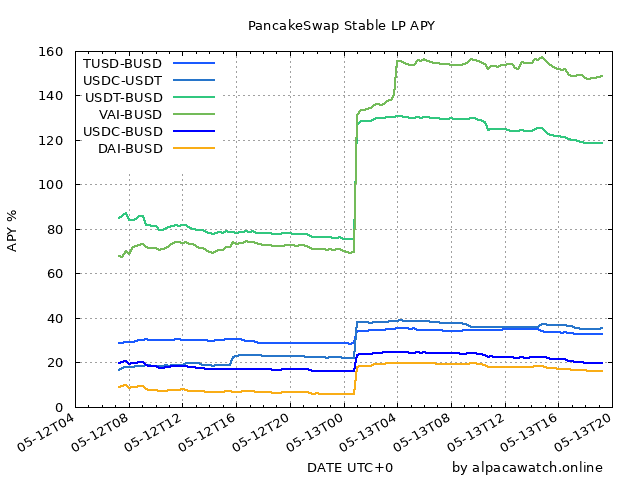 PancakeSwap Stable LP APY
160
140
120
100
80
60
40
20
0
APY %
TUSD-BUSD
USDC-USDT
USDT-BUSD
VAI-BUSD
USDC-BUSD
DAI-BUSD
05-12T04
05-12T08
05-12T12
05-12T16
05-12T20
05-13T00
05-13T04
05-13T08
05-13T12
05-13T16
05-13T20
DATE UTC+0
by alpacawatch.online